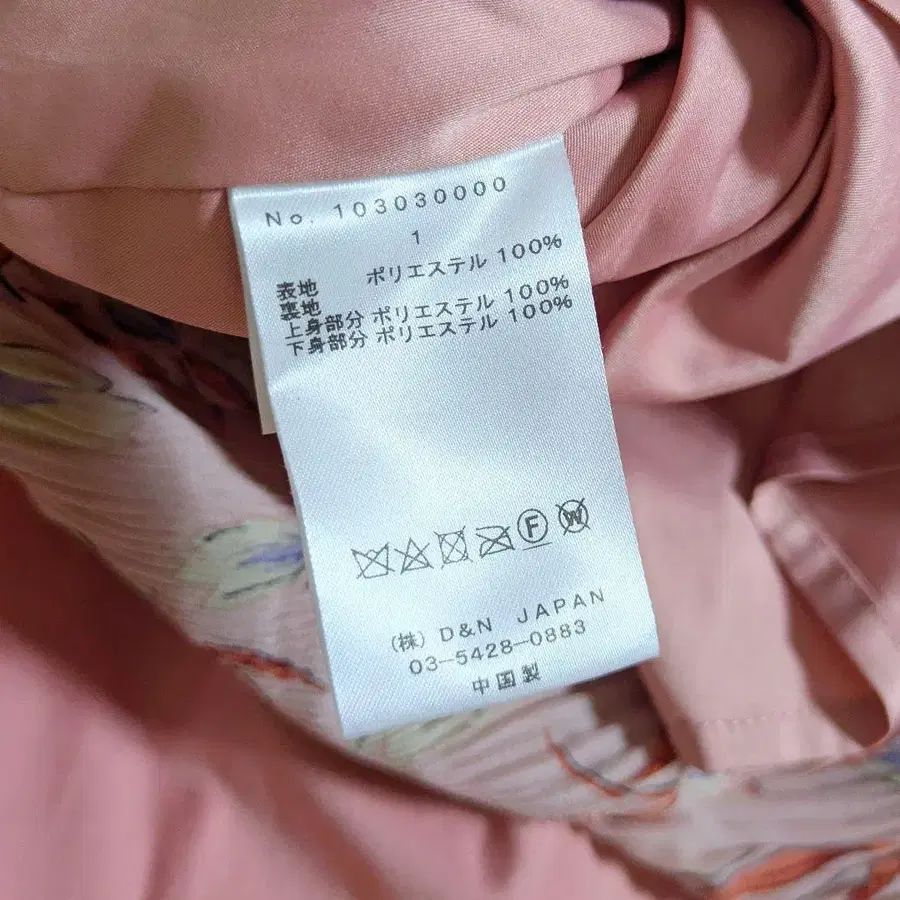 No. 103030000
1
表地 ポリエステル 100%
裏地
上身部分 ポリエステル 100%
下身部分 ポリエステル 100%
F W
(株) D&N JAPAN
03-5428-0883
中国製